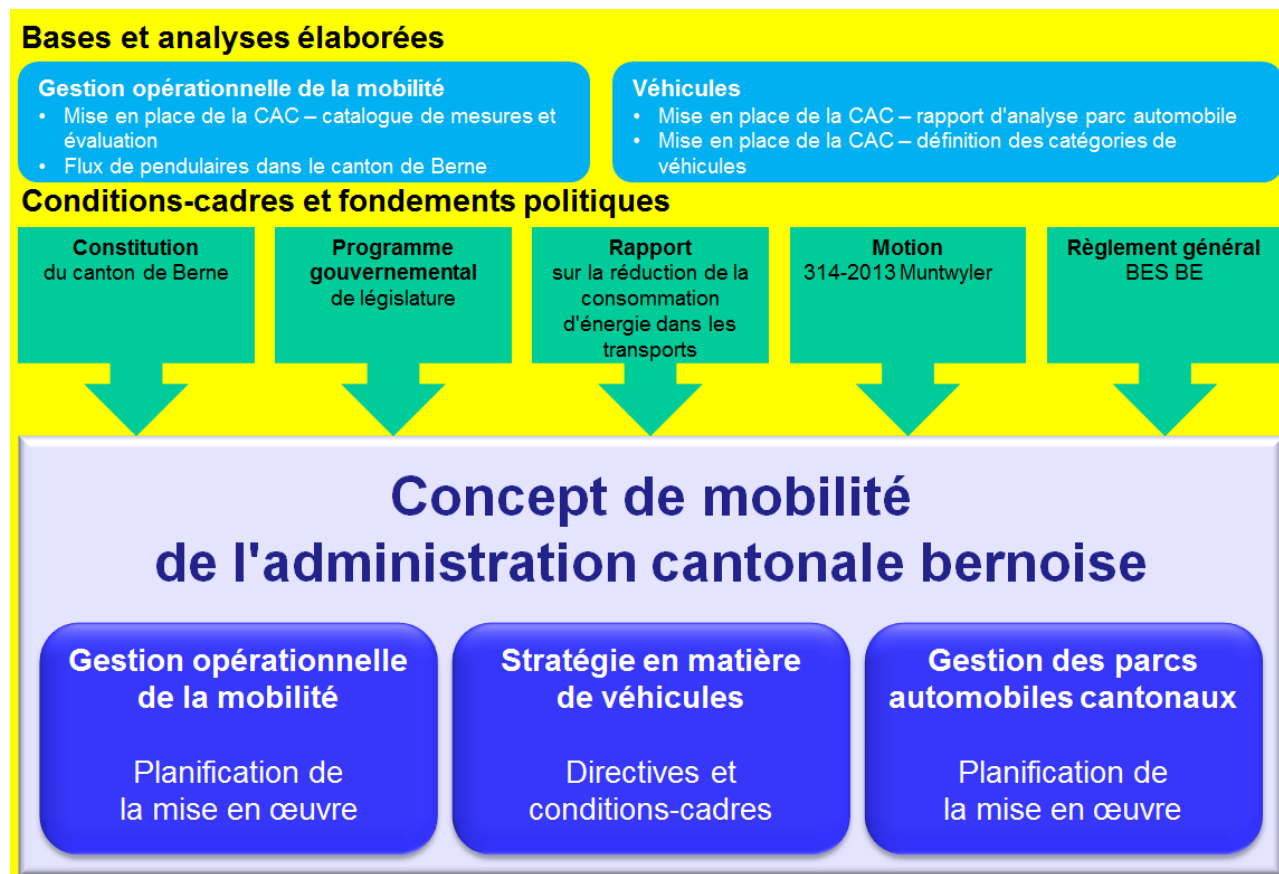 Bases et analyses élaborées
Gestion opérationnelle de la mobilité
• Mise en place de la CAC – catalogue de mesures et
évaluation
• Flux de pendulaires dans le canton de Berne
Véhicules
• Mise en place de la CAC – rapport d'analyse parc automobile
• Mise en place de la CAC – définition des catégories de
véhicules
Conditions-cadres et fondements politiques
Constitution
du canton de Berne
Programme
gouvernemental
de législature
Rapport
sur la réduction de la
consommation
d'énergie dans les
transports
Motion
314-2013 Muntwyler
Règlement général
BES BE
Concept de mobilité
de l'administration cantonale bernoise
Gestion opérationnelle
de la mobilité
Planification de
la mise en œuvre
Stratégie en matière
de véhicules
Directives et
conditions-cadres
Gestion des parcs
automobiles cantonaux
Planification de
la mise en œuvre